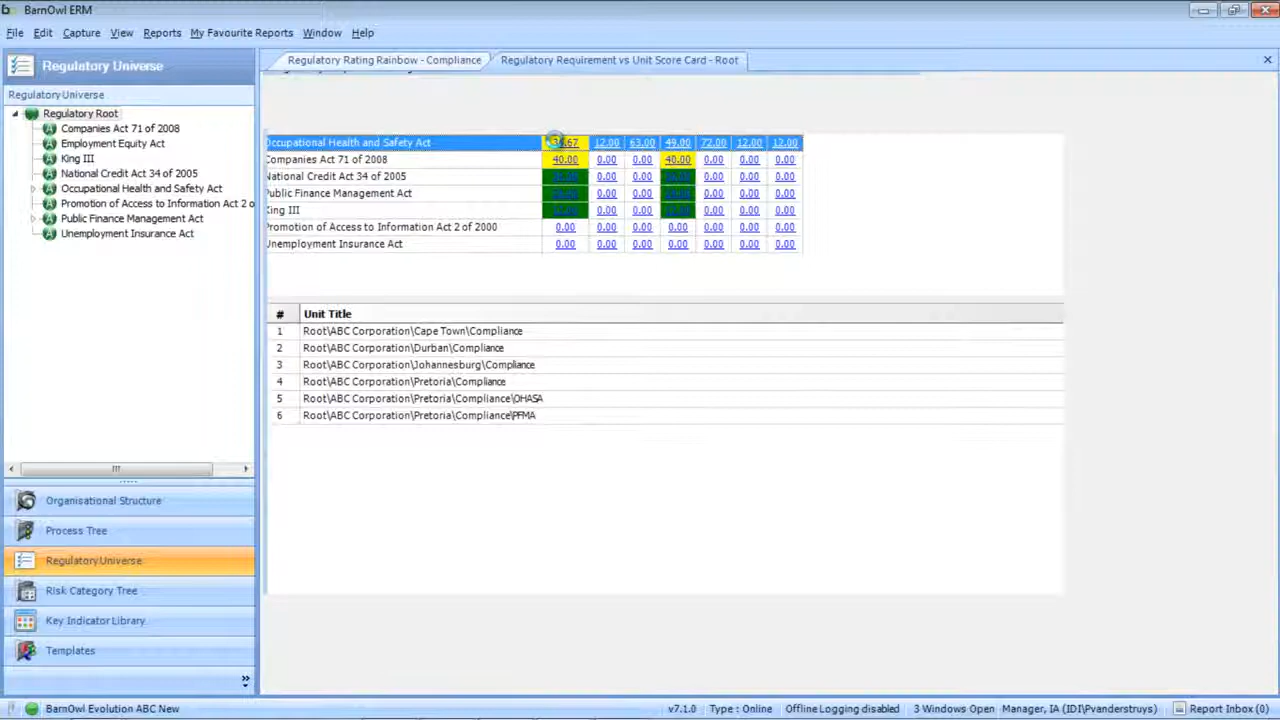 BarnOwl ERM
File Edit Capture View Reports My Favourite Reports Window Help
Regulatory Universe
Regulatory Rating Rainbow - Compliance
Regulatory Requirement vs Unit Score Card - Root
Regulatory Universe
Regulatory Root
Companies Act 71 of 2008
Employment Equity Act
King III
National Credit Act 34 of 2005
Occupational Health and Safety Act
Promotion of Access to Information Act 2 o
Public Finance Management Act
Unemployment Insurance Act
Occupational Health and Safety Act 12.00 63.00 49.00 72.00 12.00 12.00
Companies Act 71 of 2008 40.00 0.00 0.00 40.00 0.00 0.00 0.00
National Credit Act 34 of 2005 0.00 0.00 0.00 0.00 0.00
Public Finance Management Act 0.00 0.00 0.00 0.00 0.00
King III 0.00 0.00 0.00 0.00 0.00
Promotion of Access to Information Act 2 of 2000 0.00 0.00 0.00 0.00 0.00 0.00 0.00
Unemployment Insurance Act 0.00 0.00 0.00 0.00 0.00 0.00 0.00
# Unit Title
1 Root\ABC Corporation\Cape Town\Compliance
2 Root\ABC Corporation\Durban\Compliance
3 Root\ABC Corporation\Johannesburg\Compliance
4 Root\ABC Corporation\Pretoria\Compliance
5 Root\ABC Corporation\Pretoria\Compliance\OHASA
6 Root\ABC Corporation\Pretoria\Compliance\PFMA
Organisational Structure
Process Tree
Regulatory Universe
Risk Category Tree
Key Indicator Library
Templates
BarnOwl Evolution ABC New v7.1.0 Type : Online Offline Logging disabled 3 Windows Open Manager, IA (IDI\Pvanderstruys) Report Inbox (0)